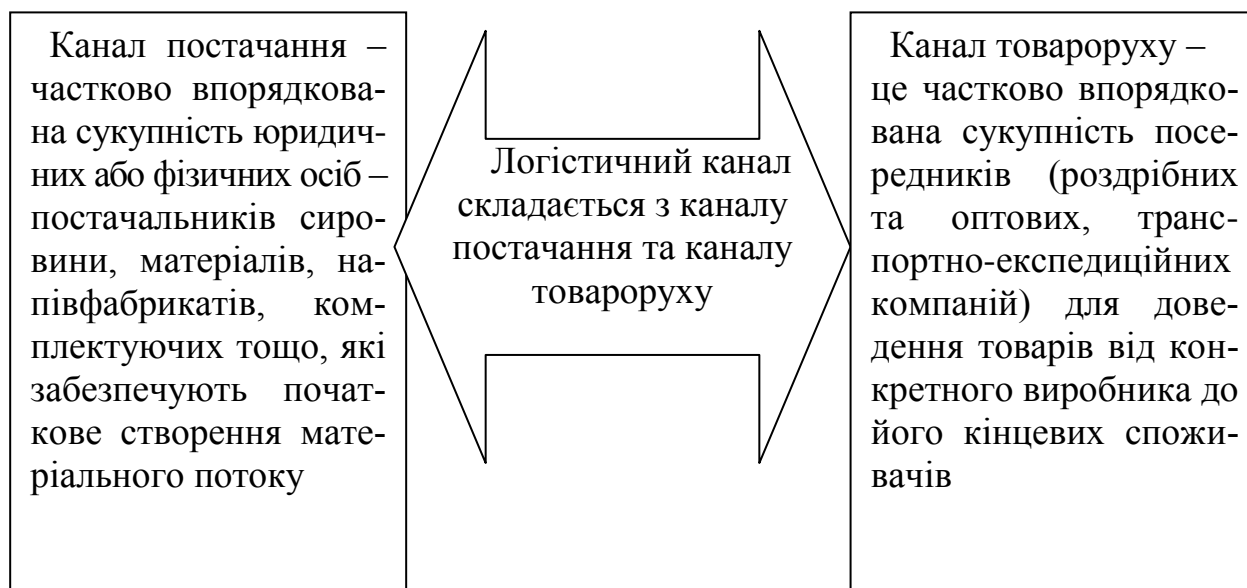 Канал постачання –
частково впорядкова-
на сукупність юридич-
них або фізичних осіб –
постачальників сиро-
вини, матеріалів, на-
півфабрикатів, ком-
плектуючих тощо, які
забезпечують почат-
кове створення мате-
ріального потоку
Логістичний канал
складається з каналу
постачання та каналу
товароруху
Канал товароруху –
це частково впорядко-
вана сукупність посе-
редників (роздрібних
та оптових, транс-
портно-експедиційних
компаній) для дове-
дення товарів від кон-
кретного виробника до
його кінцевих спожи-
вачів